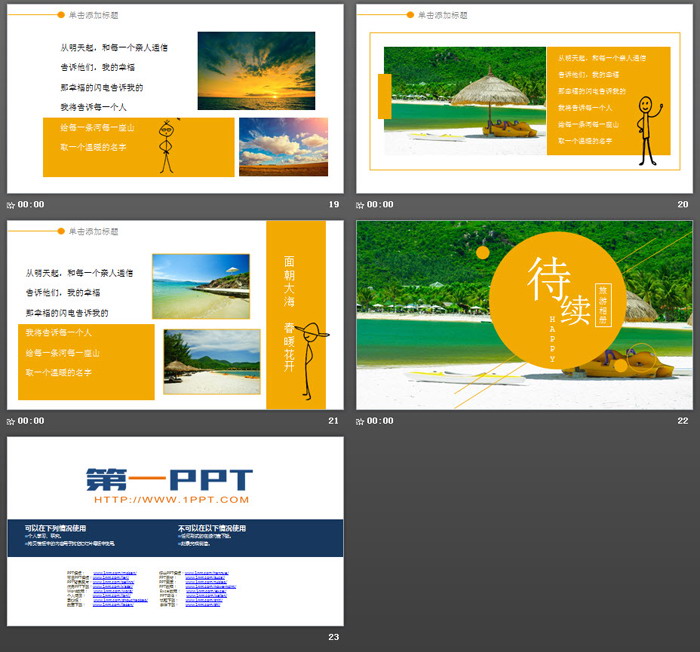 单击添加标题
从明天起，和每一个亲人通信
告诉他们，我的幸福
那幸福的闪电告诉我的
我将告诉每一个人
给每一条河每一座山
取一个温暖的名字
00:00
19
单击添加标题
从明天起，和每一个亲人通信
告诉他们，我的幸福
那幸福的闪电告诉我的
我将告诉每一个人
给每一条河每一座山
取一个温暖的名字
00:00
20
单击添加标题
从明天起，和每一个亲人通信
告诉他们，我的幸福
那幸福的闪电告诉我的
我将告诉每一个人
给每一条河每一座山
取一个温暖的名字
面朝大海 春暖花开
00:00
21
待续
旅游相册
HAPPY
00:00
22
第一PPT
HTTP://WWW.1PPT.COM
可以在下列情况使用
不可以在以下情况使用
23